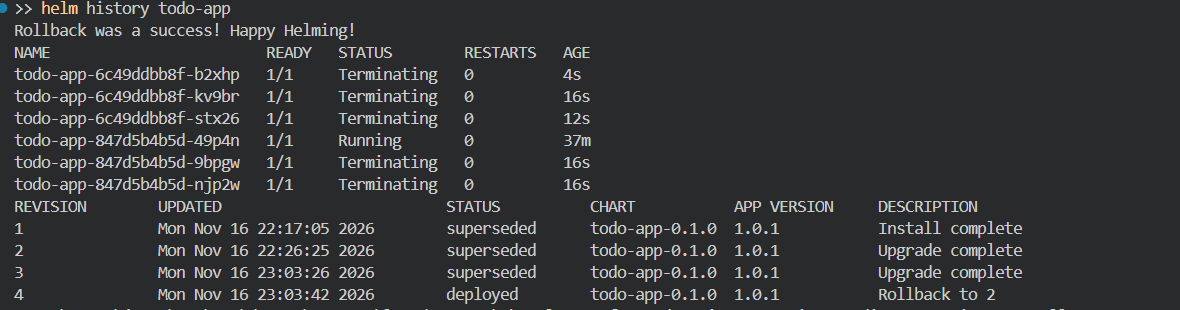 >> helm history todo-app
Rollback was a success! Happy Helming!
NAME READY STATUS RESTARTS AGE
todo-app-6c49ddbb8f-b2xhp 1/1 Terminating 0 4s
todo-app-6c49ddbb8f-kv9br 1/1 Terminating 0 16s
todo-app-6c49ddbb8f-stx26 1/1 Terminating 0 12s
todo-app-847d5b4b5d-49p4n 1/1 Running 0 37m
todo-app-847d5b4b5d-9bpgw 1/1 Terminating 0 16s
todo-app-847d5b4b5d-njp2w 1/1 Terminating 0 16s
REVISION UPDATED STATUS CHART APP VERSION DESCRIPTION
1 Mon Nov 16 22:17:05 2026 superseded todo-app-0.1.0 1.0.1 Install complete
2 Mon Nov 16 22:26:25 2026 superseded todo-app-0.1.0 1.0.1 Upgrade complete
3 Mon Nov 16 23:03:26 2026 superseded todo-app-0.1.0 1.0.1 Upgrade complete
4 Mon Nov 16 23:03:42 2026 deployed todo-app-0.1.0 1.0.1 Rollback to 2